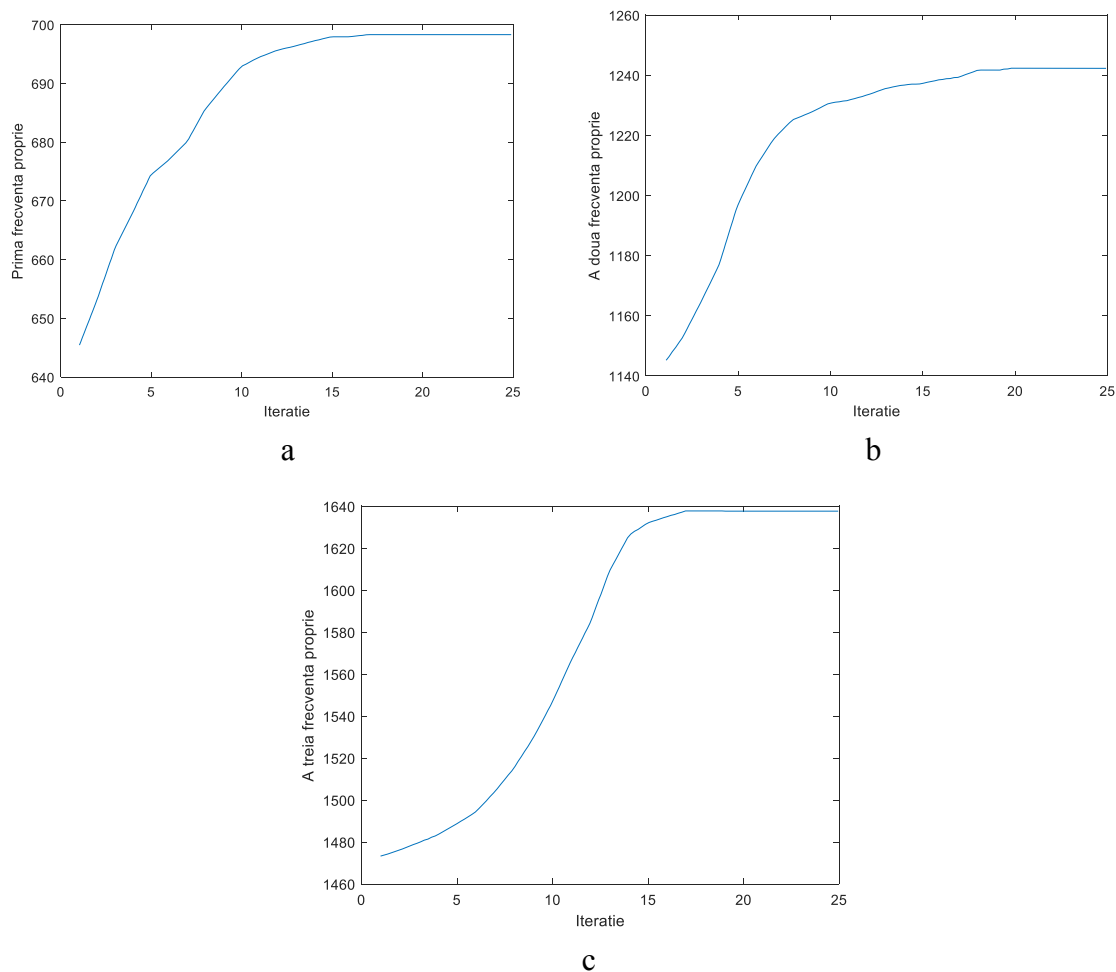 700
690
680
670
660
650
640
Prima frecventa proprie
0 5 10 15 20 25
Iteratie
a
1260
1240
1220
1200
1180
1160
1140
A doua frecventa proprie
0 5 10 15 20 25
Iteratie
b
1640
1620
1600
1580
1560
1540
1520
1500
1480
1460
A treia frecventa proprie
0 5 10 15 20 25
Iteratie
c